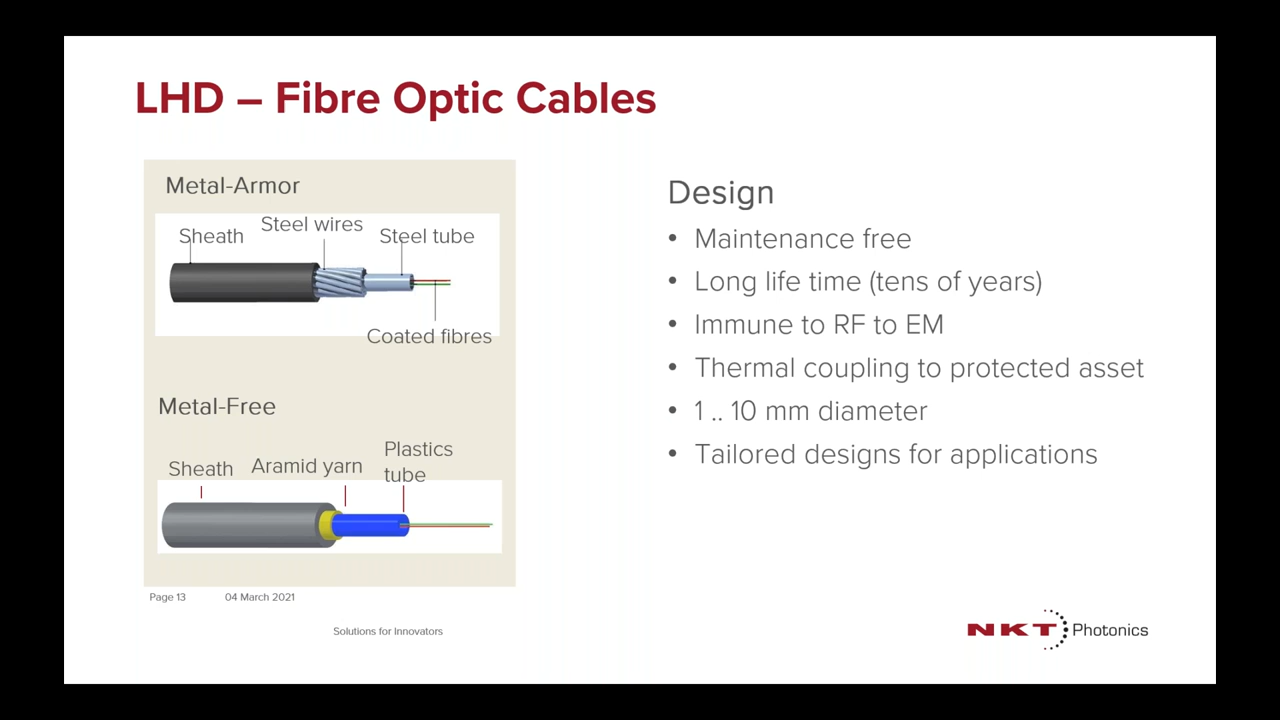 LHD – Fibre Optic Cables
Metal-Armor
Steel wires
Sheath
Steel tube
Coated fibres
Metal-Free
Plastics
tube
Sheath
Aramid yarn
Design
• Maintenance free
• Long life time (tens of years)
• Immune to RF to EM
• Thermal coupling to protected asset
• 1 .. 10 mm diameter
• Tailored designs for applications
Page 13
04 March 2021
Solutions for Innovators
NKT Photonics